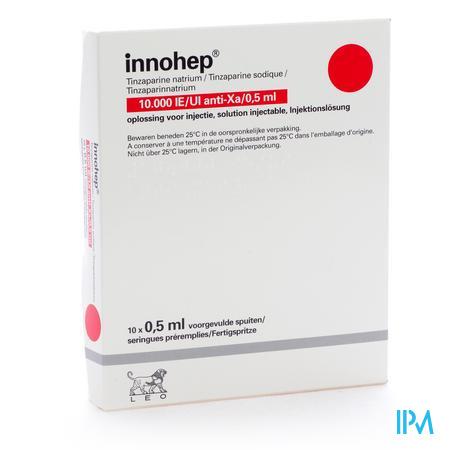 innohep®
Tinzaparine natrium / Tinzaparine sodique /
Tinzaparinnatrium
10.000 IE/UI anti-Xa/0,5 ml
oplossing voor injectie, solution injectable, Injektionslösung
Bewaren beneden 25°C in de oorspronkelijke verpakking.
A conserver à une température ne dépassant pas 25°C dans l'emballage d'origine.
Nicht über 25°C lagern, in der Originalverpackung.
10 x 0,5 ml voorgevulde spuiten/
seringues préremplies/Fertigspritze
LEO
innohep®
IPM